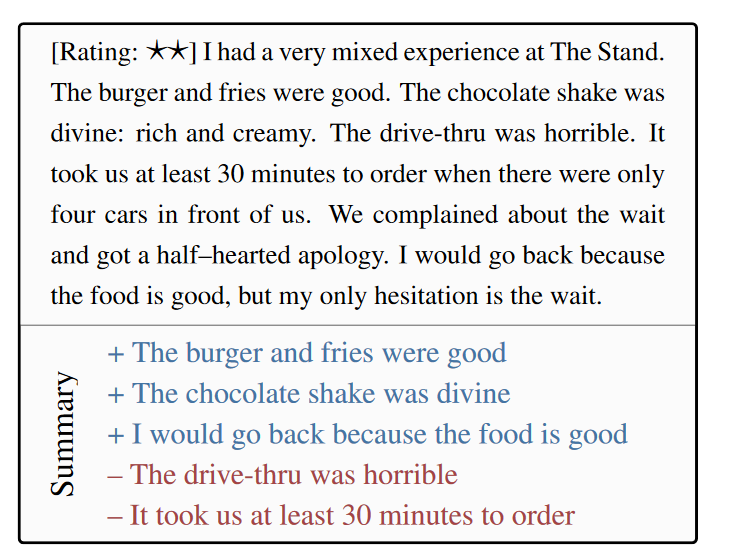 [Rating: ★★] I had a very mixed experience at The Stand.
The burger and fries were good. The chocolate shake was
divine: rich and creamy. The drive-thru was horrible. It
took us at least 30 minutes to order when there were only
four cars in front of us. We complained about the wait
and got a half–hearted apology. I would go back because
the food is good, but my only hesitation is the wait.
Summary
+ The burger and fries were good
+ The chocolate shake was divine
+ I would go back because the food is good
– The drive-thru was horrible
– It took us at least 30 minutes to order